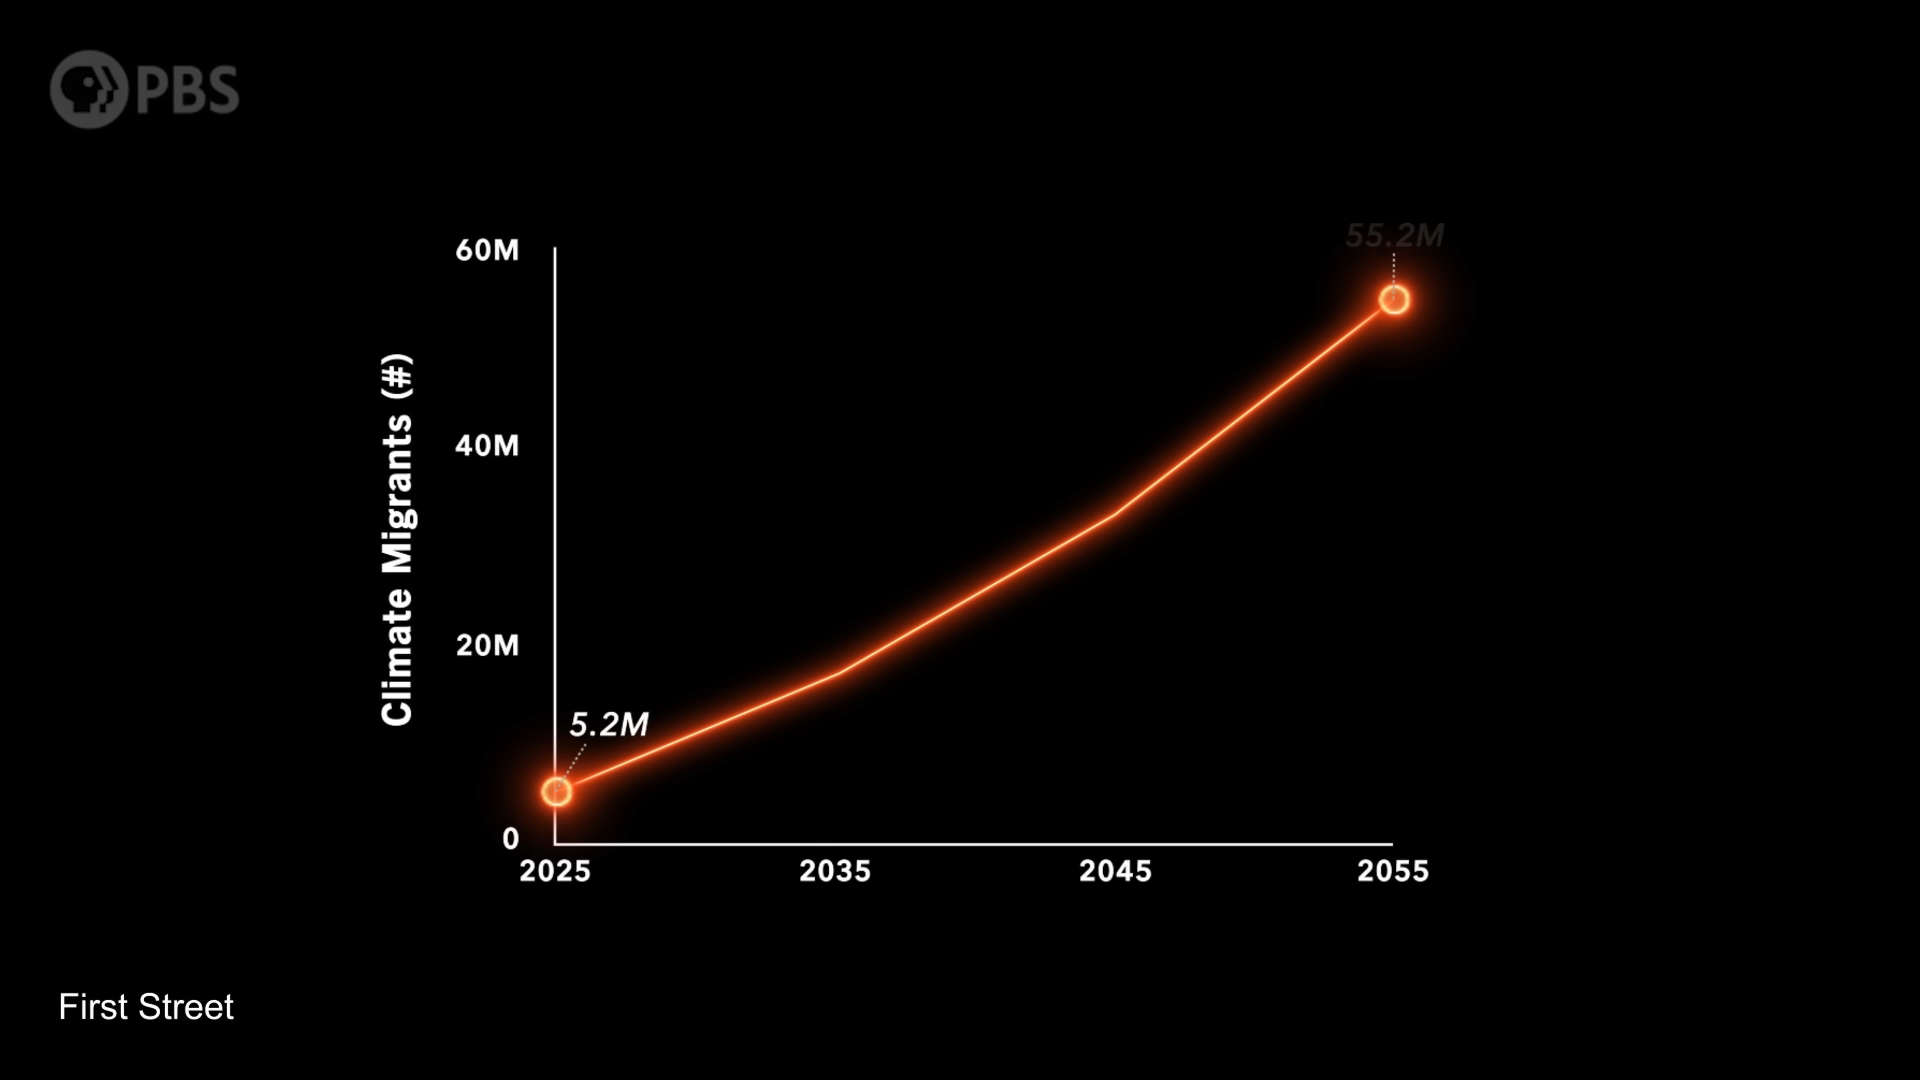 PBS
55.2M
60M
40M
Climate Migrants (#)
20M
5.2M
0
2025 2035 2045 2055
First Street